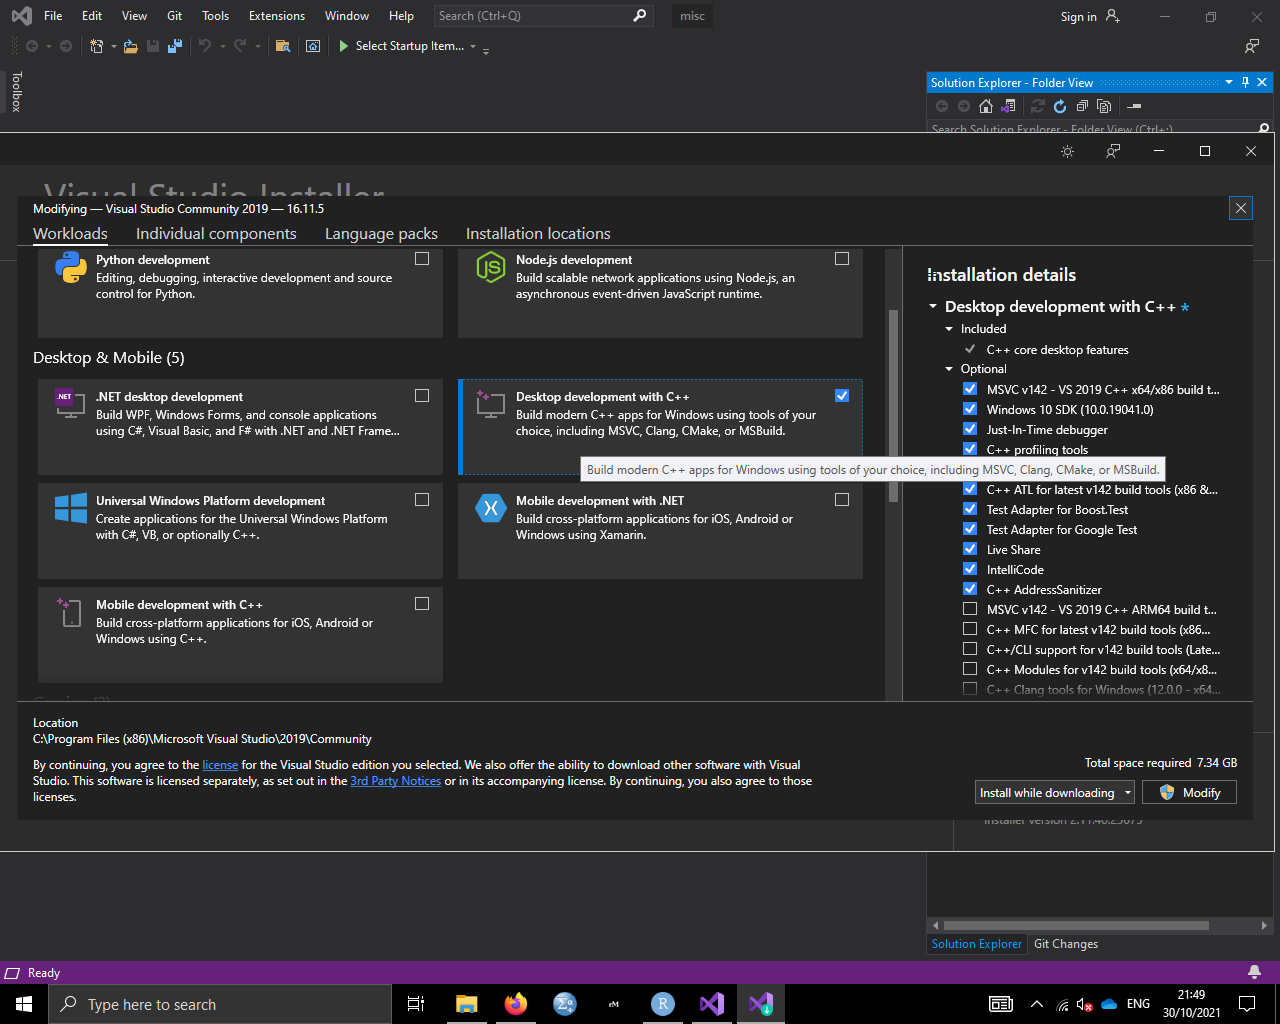 File Edit View Git Tools Extensions Window Help Search (Ctrl+Q) misc Sign in
Select Startup Item...
Toolbox
Solution Explorer - Folder View
Search Solution Explorer - Folder View (Ctrl+;)
Visual Studio Installer
Modifying — Visual Studio Community 2019 — 16.11.5
Workloads Individual components Language packs Installation locations
Python development
Editing, debugging, interactive development and source
control for Python.
Node.js development
Build scalable network applications using Node.js, an
asynchronous event-driven JavaScript runtime.
Desktop & Mobile (5)
.NET
.NET desktop development
Build WPF, Windows Forms, and console applications
using C#, Visual Basic, and F# with .NET and .NET Frame...
Desktop development with C++
Build modern C++ apps for Windows using tools of your
choice, including MSVC, Clang, CMake, or MSBuild.
Build modern C++ apps for Windows using tools of your choice, including MSVC, Clang, CMake, or MSBuild.
Universal Windows Platform development
Create applications for the Universal Windows Platform
with C#, VB, or optionally C++.
Mobile development with .NET
Build cross-platform applications for iOS, Android or
Windows using Xamarin.
Mobile development with C++
Build cross-platform applications for iOS, Android or
Windows using C++.
Installation details
Desktop development with C++ *
Included
C++ core desktop features
Optional
MSVC v142 - VS 2019 C++ x64/x86 build t...
Windows 10 SDK (10.0.19041.0)
Just-In-Time debugger
C++ profiling tools
C++ ATL for latest v142 build tools (x86 &...
Test Adapter for Boost.Test
Test Adapter for Google Test
Live Share
IntelliCode
C++ AddressSanitizer
MSVC v142 - VS 2019 C++ ARM64 build t...
C++ MFC for latest v142 build tools (x86...
C++/CLI support for v142 build tools (Late...
C++ Modules for v142 build tools (x64/x8...
C++ Clang tools for Windows (12.0.0 - x64...
Location
C:\Program Files (x86)\Microsoft Visual Studio\2019\Community
By continuing, you agree to the license for the Visual Studio edition you selected. We also offer the ability to download other software with Visual
Studio. This software is licensed separately, as set out in the 3rd Party Notices or in its accompanying license. By continuing, you also agree to those
licenses.
Total space required 7.34 GB
Install while downloading Modify
Installer version
Solution Explorer Git Changes
Ready
Type here to search
rM
R
ENG
21:49
30/10/2021